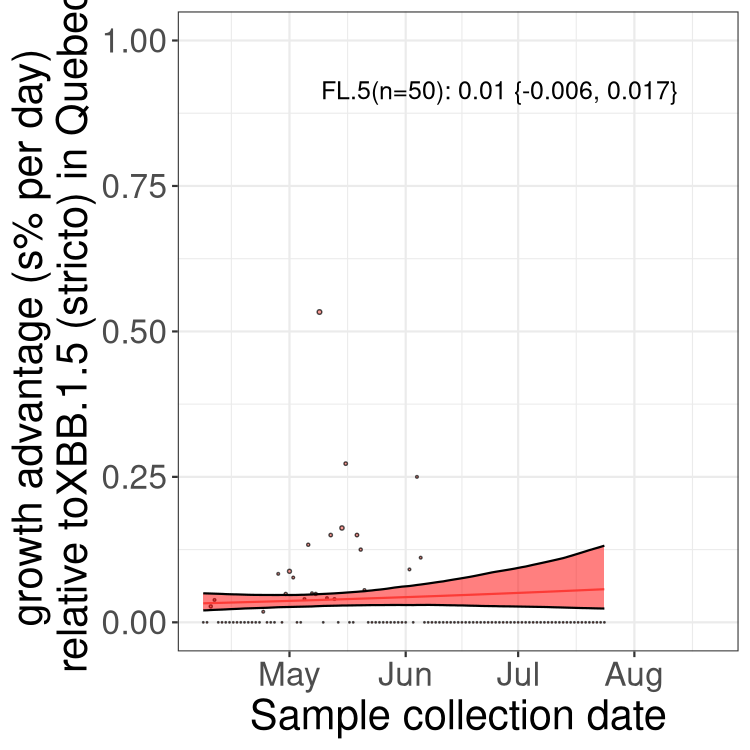 growth advantage (s% per day)
relative toXBB.1.5 (stricto) in Quebec
1.00
0.75
0.50
0.25
0.00
FL.5(n=50): 0.01 {-0.006, 0.017}
May Jun Jul Aug
Sample collection date